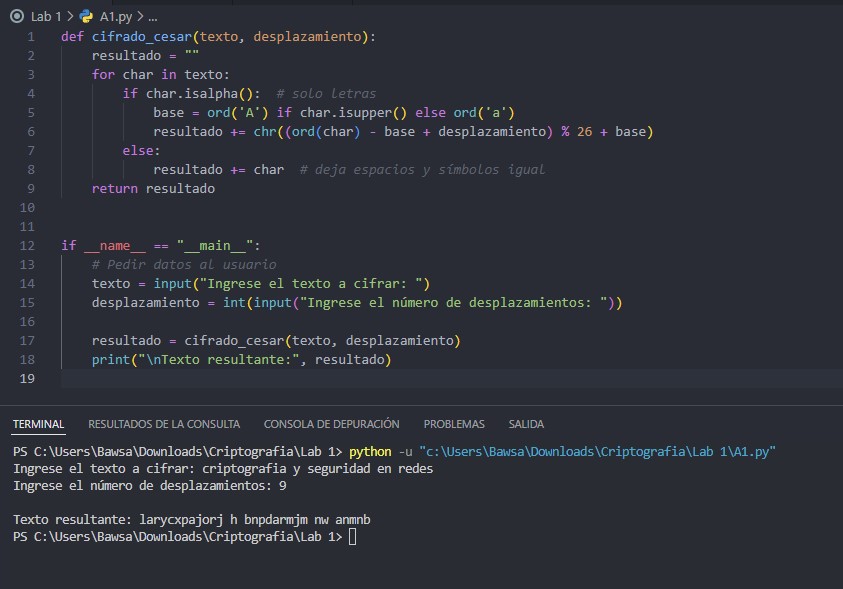 Lab 1 > A1.py > ...
1 def cifrado_cesar(texto, desplazamiento):
2     resultado = ""
3     for char in texto:
4         if char.isalpha():  # solo letras
5             base = ord('A') if char.isupper() else ord('a')
6             resultado += chr((ord(char) - base + desplazamiento) % 26 + base)
7         else:
8             resultado += char  # deja espacios y símbolos igual
9     return resultado
10
11
12 if __name__ == "__main__":
13     # Pedir datos al usuario
14     texto = input("Ingrese el texto a cifrar: ")
15     desplazamiento = int(input("Ingrese el número de desplazamientos: "))
16
17     resultado = cifrado_cesar(texto, desplazamiento)
18     print("\nTexto resultante:", resultado)
19
TERMINAL RESULTADOS DE LA CONSULTA CONSOLA DE DEPURACIÓN PROBLEMAS SALIDA
PS C:\Users\Bawsa\Downloads\Criptografia\Lab 1> python -u "c:\Users\Bawsa\Downloads\Criptografia\Lab 1\A1.py"
Ingrese el texto a cifrar: criptografia y seguridad en redes
Ingrese el número de desplazamientos: 9

Texto resultante: larycxpajorj h bnpdarmjm nw anmnb
PS C:\Users\Bawsa\Downloads\Criptografia\Lab 1>